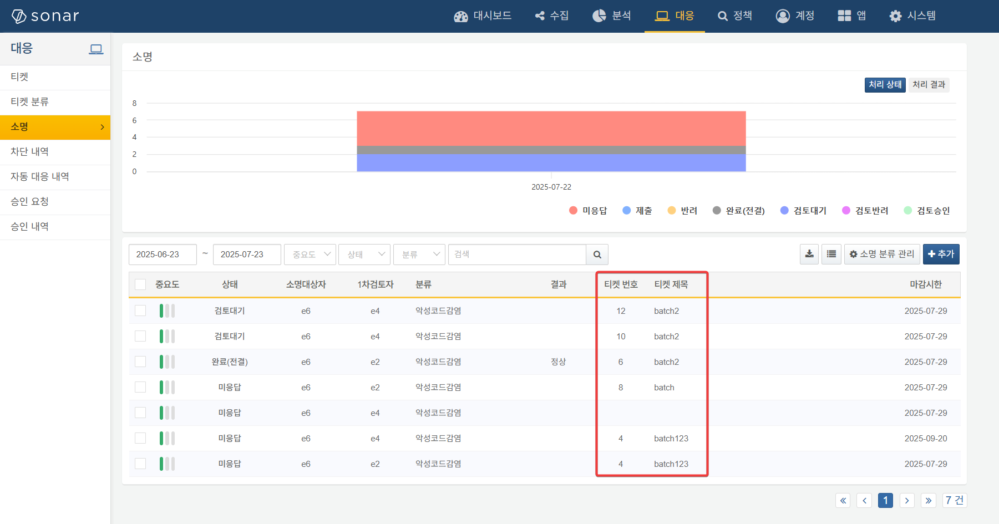 sonar
대시보드 수집 분석 대응 정책 계정 앱 시스템
대응
티켓
티켓 분류
소명
차단 내역
자동 대응 내역
승인 요청
승인 내역
소명
처리 상태 처리 결과
8
6
4
2
0
2025-07-22
미응답 제출 반려 완료(전결) 검토대기 검토반려 검토승인
2025-06-23 ~ 2025-07-23 중요도 상태 분류 검색 소명 분류 관리 추가
중요도 상태 소명대상자 1차검토자 분류 결과 티켓 번호 티켓 제목 마감시한
검토대기 e6 e4 악성코드감염 12 batch2 2025-07-29
검토대기 e6 e4 악성코드감염 10 batch2 2025-07-29
완료(전결) e6 e2 악성코드감염 정상 6 batch2 2025-07-29
미응답 e6 e2 악성코드감염 8 batch 2025-07-29
미응답 e6 e4 악성코드감염 2025-07-29
미응답 e6 e4 악성코드감염 4 batch123 2025-09-20
미응답 e6 e2 악성코드감염 4 batch123 2025-07-29
« ‹ 1 › » 7 건